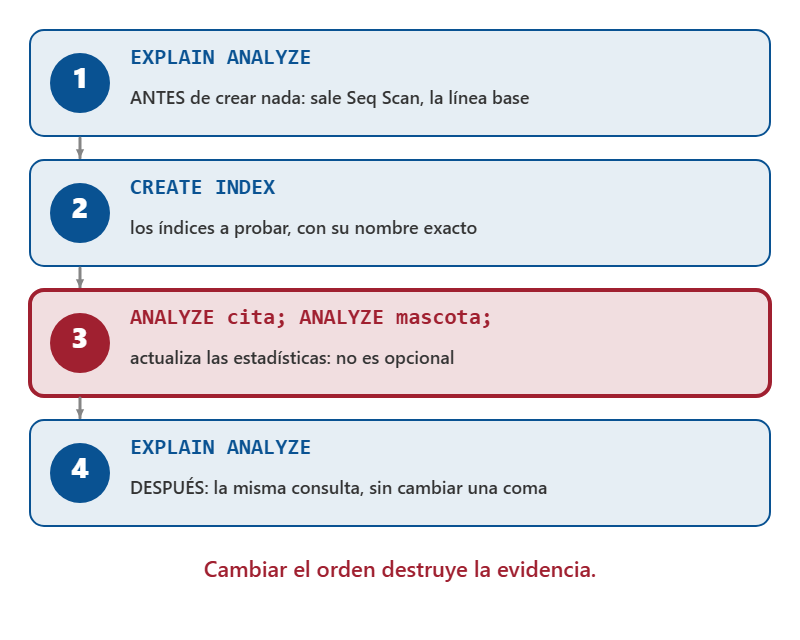 1
EXPLAIN ANALYZE
ANTES de crear nada: sale Seq Scan, la línea base
2
CREATE INDEX
los índices a probar, con su nombre exacto
3
ANALYZE cita; ANALYZE mascota;
actualiza las estadísticas: no es opcional
4
EXPLAIN ANALYZE
DESPUÉS: la misma consulta, sin cambiar una coma
Cambiar el orden destruye la evidencia.